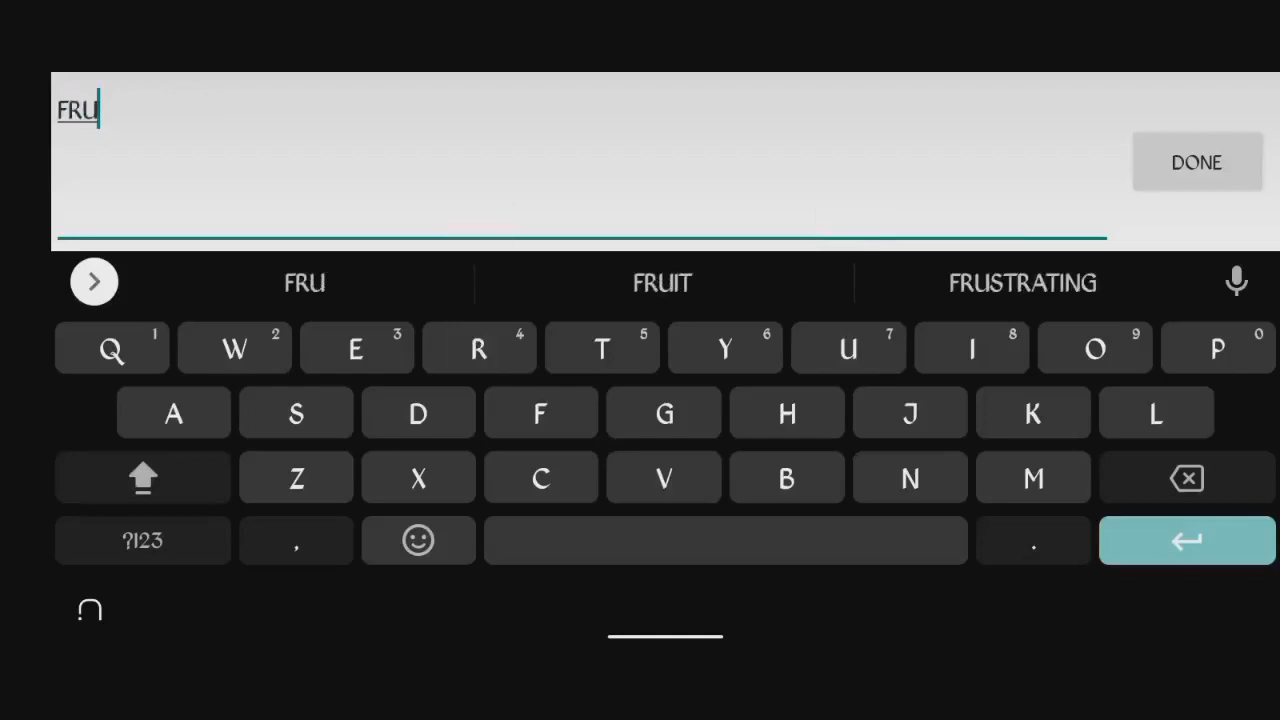 FRU
DONE
FRU FRUIT FRUSTRATING
Q 1 W 2 E 3 R 4 T 5 Y 6 U 7 I 8 O 9 P 0
A S D F G H J K L
Z X C V B N M
?123 , .